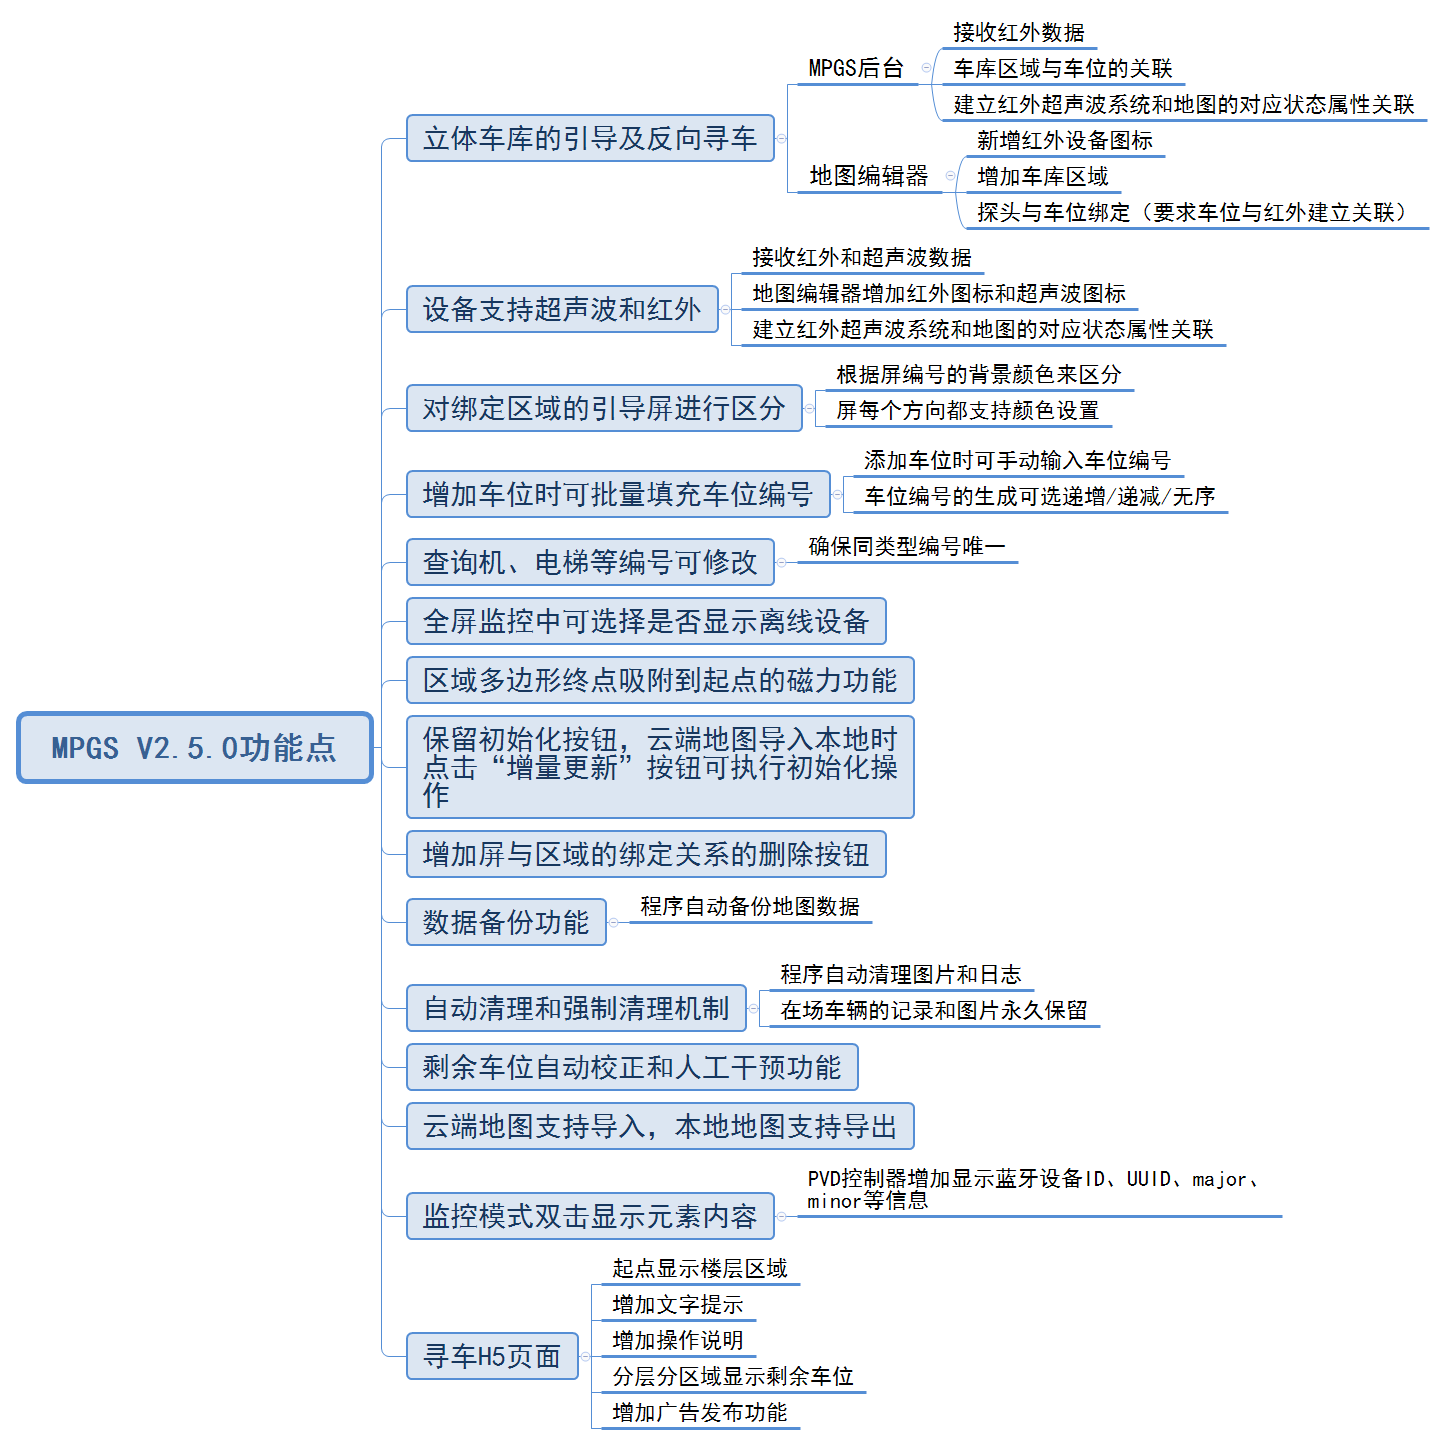 MPGS V2.5.0功能点
立体车库的引导及反向寻车
MPGS后台
接收红外数据
车库区域与车位的关联
建立红外超声波系统和地图的对应状态属性关联
地图编辑器
新增红外设备图标
增加车库区域
探头与车位绑定（要求车位与红外建立关联）
设备支持超声波和红外
接收红外和超声波数据
地图编辑器增加红外图标和超声波图标
建立红外超声波系统和地图的对应状态属性关联
对绑定区域的引导屏进行区分
根据屏编号的背景颜色来区分
屏每个方向都支持颜色设置
增加车位时可批量填充车位编号
添加车位时可手动输入车位编号
车位编号的生成可选递增/递减/无序
查询机、电梯等编号可修改
确保同类型编号唯一
全屏监控中可选择是否显示离线设备
区域多边形终点吸附到起点的磁力功能
保留初始化按钮，云端地图导入本地时
点击“增量更新”按钮可执行初始化操
作
增加屏与区域的绑定关系的删除按钮
数据备份功能
程序自动备份地图数据
自动清理和强制清理机制
程序自动清理图片和日志
在场车辆的记录和图片永久保留
剩余车位自动校正和人工干预功能
云端地图支持导入，本地地图支持导出
监控模式双击显示元素内容
PVD控制器增加显示蓝牙设备ID、UUID、major、
minor等信息
寻车H5页面
起点显示楼层区域
增加文字提示
增加操作说明
分层分区域显示剩余车位
增加广告发布功能